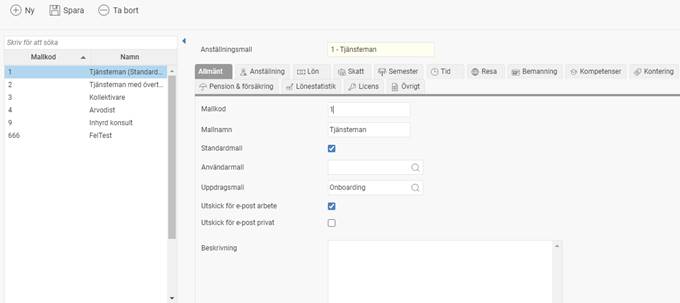 Ny Spara Ta bort
Skriv för att söka
Mallkod Namn
1 Tjänsteman (Standard...
2 Tjänsteman med övert...
3 Kollektivare
4 Arvodist
9 Inhyrd konsult
666 FelTest
Anställningsmall 1 - Tjänsteman
Allmänt Anställning Lön Skatt Semester Tid Resa Bemanning Kompetenser Kontering
Pension & försäkring Lönestatistik Licens Övrigt
Mallkod 1
Mallnamn Tjänsteman
Standardmall
Användarmall
Uppdragsmall Onboarding
Utskick för e-post arbete
Utskick för e-post privat
Beskrivning